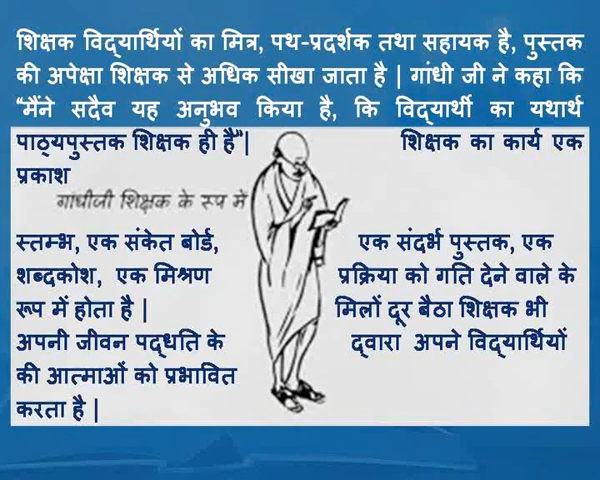 शिक्षक विद्यार्थियों का मित्र, पथ-प्रदर्शक तथा सहायक है, पुस्तक
की अपेक्षा शिक्षक से अधिक सीखा जाता है | गांधी जी ने कहा कि
“मैंने सदैव यह अनुभव किया है, कि विद्यार्थी का यथार्थ
पाठ्यपुस्तक शिक्षक ही है”| शिक्षक का कार्य एक
प्रकाश
गांधीजी शिक्षक के रूप में
स्तम्भ, एक संकेत बोर्ड, एक संदर्भ पुस्तक, एक
शब्दकोश, एक मिश्रण प्रक्रिया को गति देने वाले के
रूप में होता है | मिलों दूर बैठा शिक्षक भी
अपनी जीवन पद्धति के द्वारा अपने विद्यार्थियों
की आत्माओं को प्रभावित
करता है |